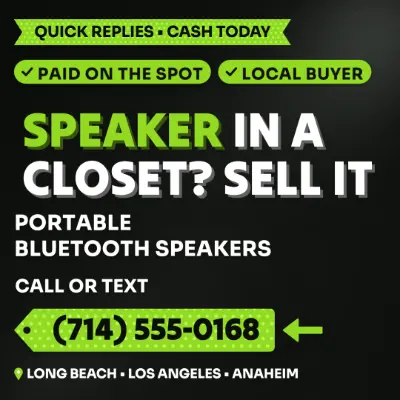 QUICK REPLIES ▪ CASH TODAY
✓ PAID ON THE SPOT ✓ LOCAL BUYER
SPEAKER IN A
CLOSET? SELL IT
PORTABLE
BLUETOOTH SPEAKERS
CALL OR TEXT
(714) 555-0168
LONG BEACH ▪ LOS ANGELES ▪ ANAHEIM